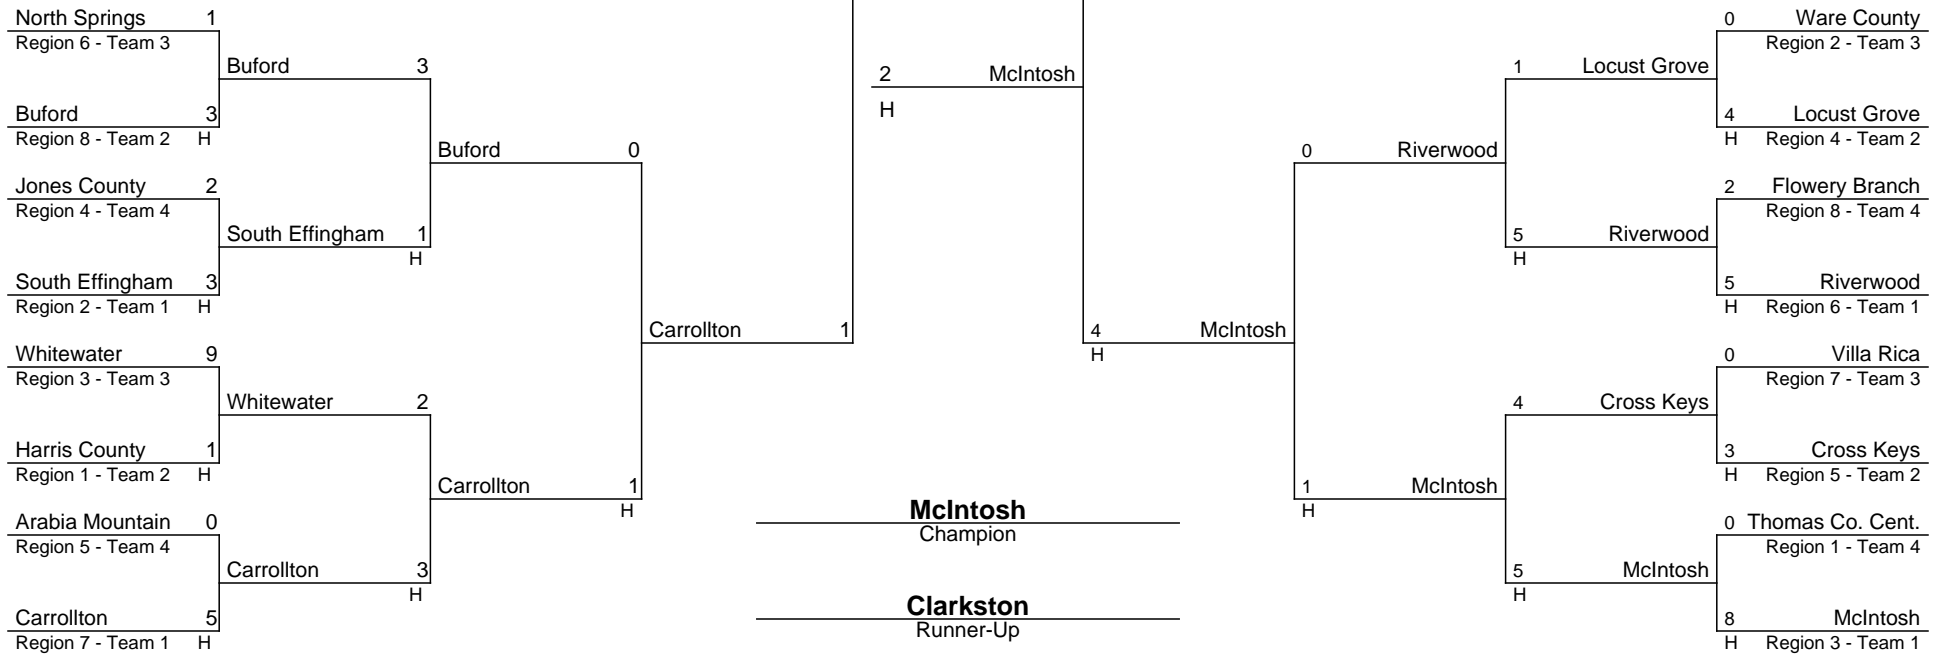 North Springs 1
Region 6 - Team 3
Buford 3
Buford 3
Region 8 - Team 2 H
Buford 0
Jones County 2
Region 4 - Team 4
South Effingham 1
H
South Effingham 3
Region 2 - Team 1 H
Carrollton 1
Whitewater 9
Region 3 - Team 3
Whitewater 2
Harris County 1
Region 1 - Team 2 H
Carrollton 1
H
Arabia Mountain 0
Region 5 - Team 4
Carrollton 3
H
Carrollton 5
Region 7 - Team 1 H
2 McIntosh
H
McIntosh
Champion
Clarkston
Runner-Up
0 Ware County
Region 2 - Team 3
1 Locust Grove
4 Locust Grove
H Region 4 - Team 2
0 Riverwood
2 Flowery Branch
Region 8 - Team 4
5 Riverwood
H
5 Riverwood
H Region 6 - Team 1
4 McIntosh
H
0 Villa Rica
Region 7 - Team 3
4 Cross Keys
3 Cross Keys
H Region 5 - Team 2
1 McIntosh
H
0 Thomas Co. Cent.
Region 1 - Team 4
5 McIntosh
H
8 McIntosh
H Region 3 - Team 1